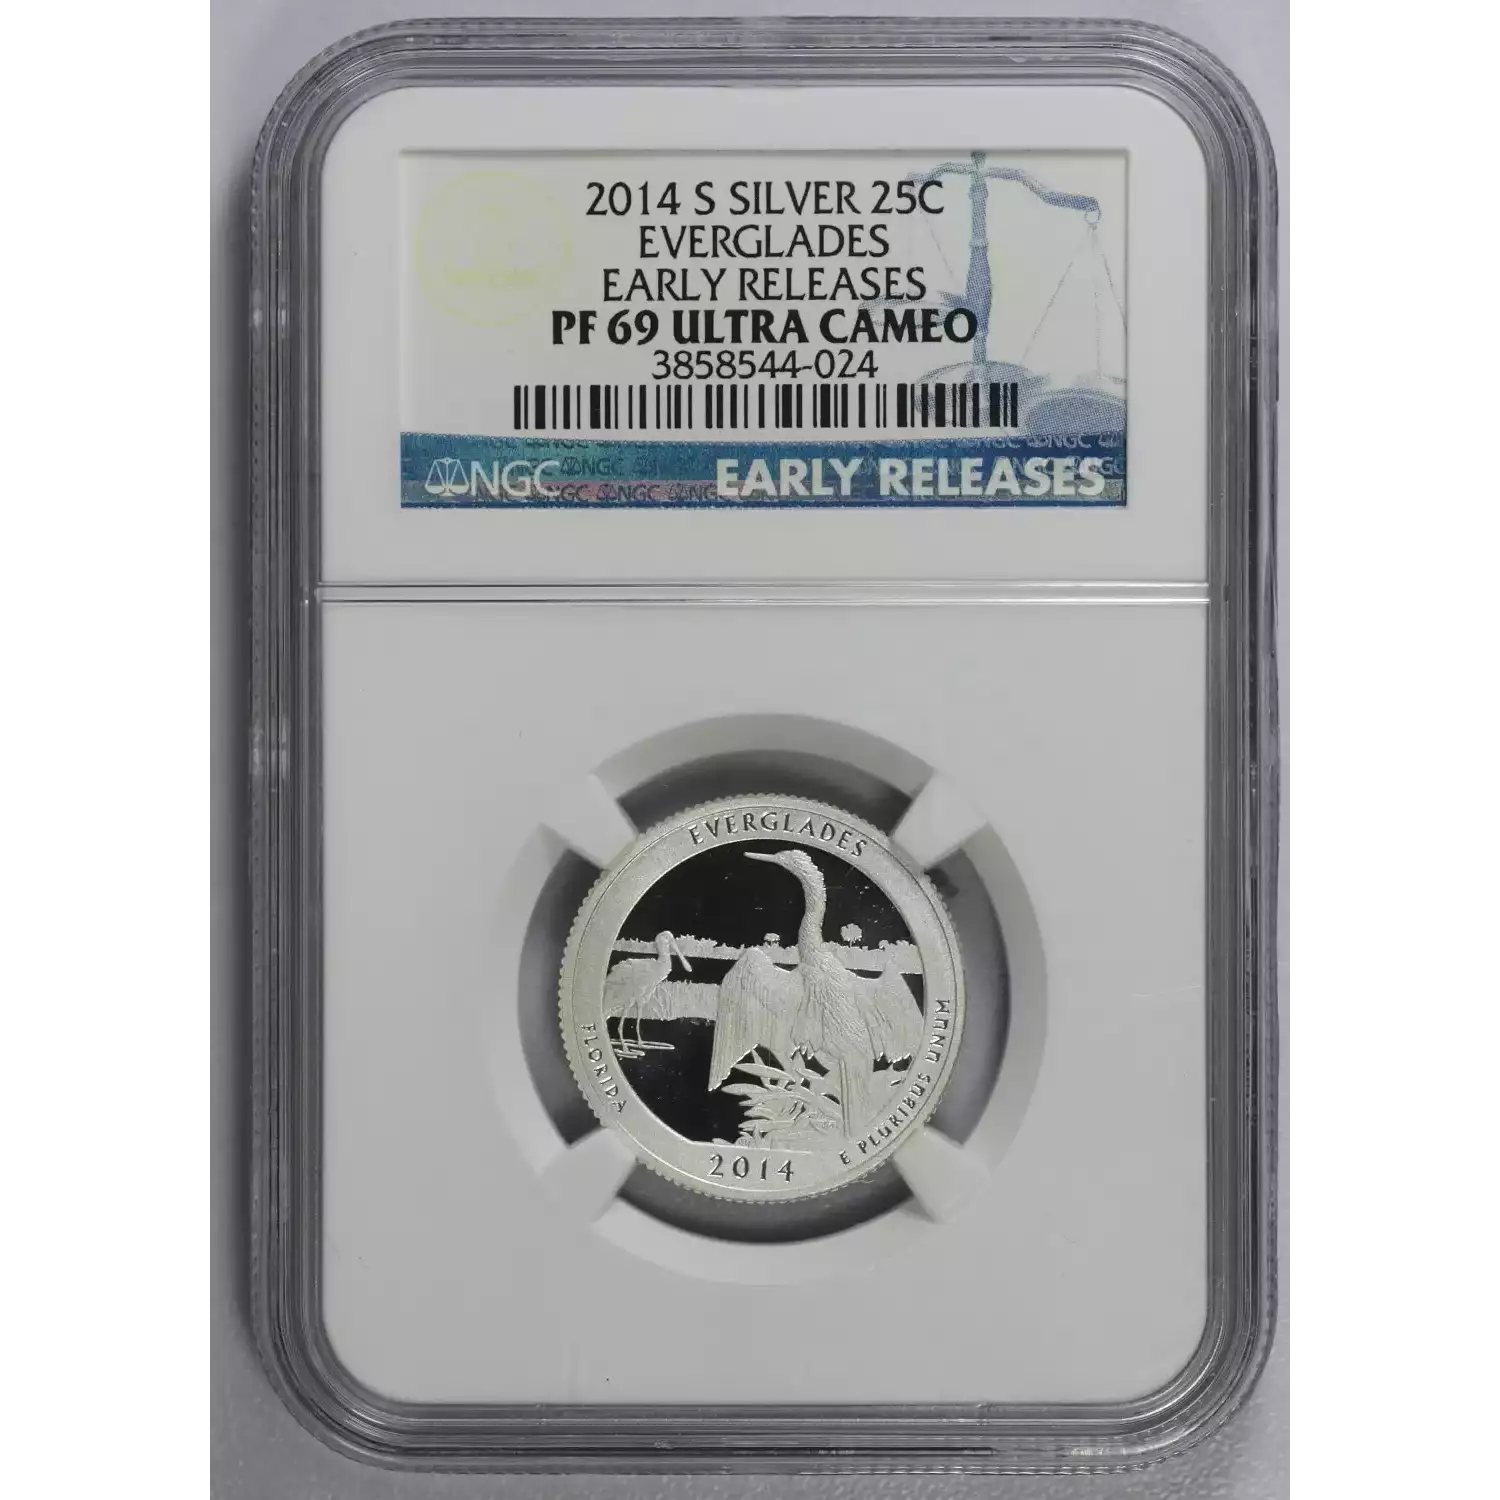 2014 S SILVER 25C
EVERGLADES
EARLY RELEASES
PF 69 ULTRA CAMEO
3858544-024
NGC EARLY RELEASES
EVERGLADES
FLORIDA
E PLURIBUS UNUM
2014